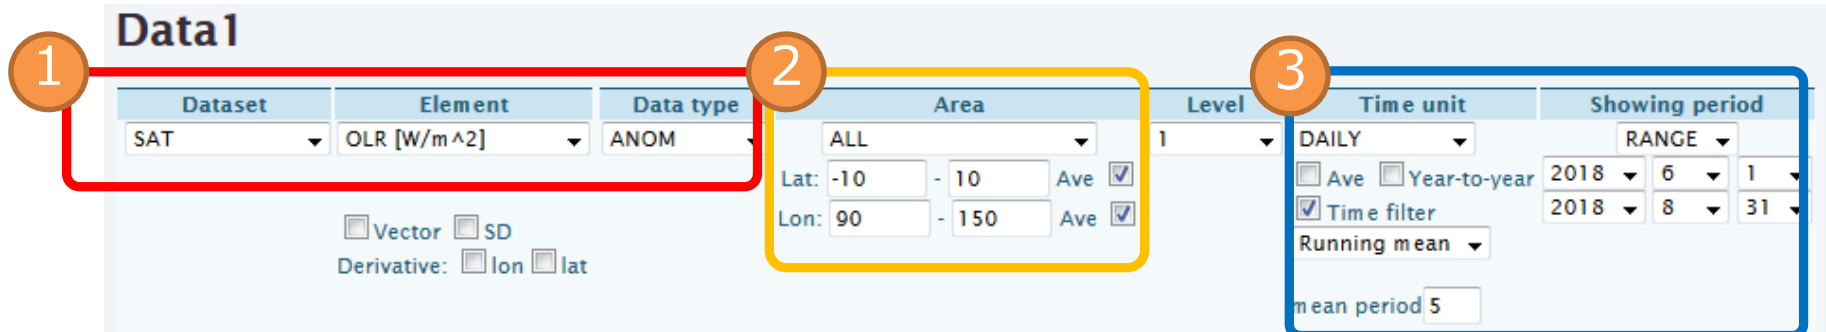 Data1
1 2 3
Dataset Element Data type Area Level Time unit Showing period
SAT OLR [W/m^2] ANOM ALL 1 DAILY RANGE
Lat: -10 - 10 Ave Ave Year-to-year 2018 6 1
Lon: 90 - 150 Ave Time filter 2018 8 31
Vector SD Running mean
Derivative: lon lat
mean period 5